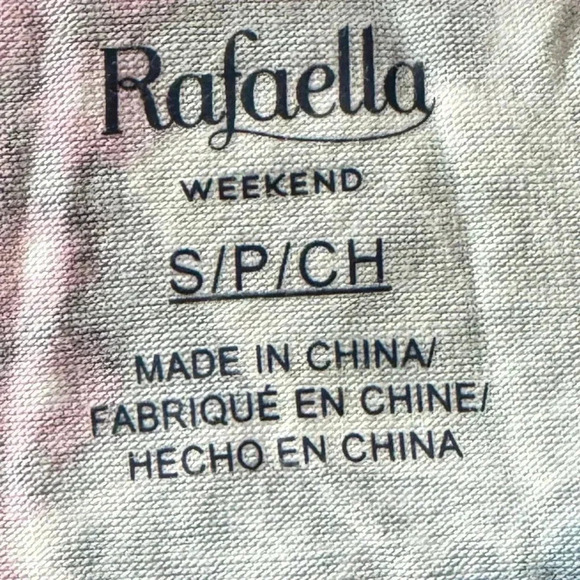 Rafaella
WEEKEND
S/P/CH
MADE IN CHINA/
FABRIQUÉ EN CHINE/
HECHO EN CHINA